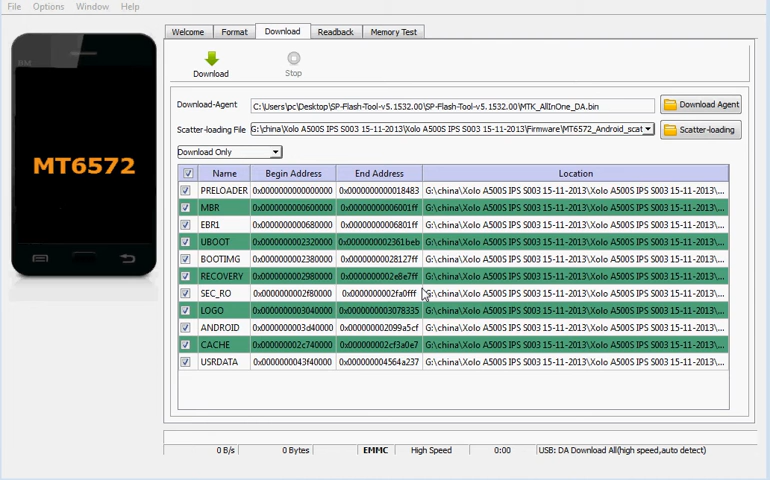 File Options Window Help
Welcome Format Download Readback Memory Test
Download Stop
Download-Agent C:\Users\pc\Desktop\SP-Flash-Tool-v5.1532.00\SP-Flash-Tool-v5.1532.00\MTK_AllInOne_DA.bin Download Agent
Scatter-loading File G:\china\Xolo A500S IPS S003 15-11-2013\Xolo A500S IPS S003 15-11-2013\Firmware\MT6572_Android_scat Scatter-loading
Download Only
Name Begin Address End Address Location
PRELOADER 0x0000000000000000 0x0000000000018483 G:\china\Xolo A500S IPS S003 15-11-2013\Xolo A500S IPS S003 15-11-2013\...
MBR 0x0000000000600000 0x00000000006001ff G:\china\Xolo A500S IPS S003 15-11-2013\Xolo A500S IPS S003 15-11-2013\...
EBR1 0x0000000000680000 0x00000000006801ff G:\china\Xolo A500S IPS S003 15-11-2013\Xolo A500S IPS S003 15-11-2013\...
UBOOT 0x0000000002320000 0x0000000002361beb G:\china\Xolo A500S IPS S003 15-11-2013\Xolo A500S IPS S003 15-11-2013\...
BOOTIMG 0x0000000002380000 0x00000000028127ff G:\china\Xolo A500S IPS S003 15-11-2013\Xolo A500S IPS S003 15-11-2013\...
RECOVERY 0x0000000002980000 0x0000000002e8e7ff G:\china\Xolo A500S IPS S003 15-11-2013\Xolo A500S IPS S003 15-11-2013\...
SEC_RO 0x0000000002f80000 0x0000000002fa0fff G:\china\Xolo A500S IPS S003 15-11-2013\Xolo A500S IPS S003 15-11-2013\...
LOGO 0x0000000003040000 0x0000000003078335 G:\china\Xolo A500S IPS S003 15-11-2013\Xolo A500S IPS S003 15-11-2013\...
ANDROID 0x0000000003d40000 0x000000002099a5cf G:\china\Xolo A500S IPS S003 15-11-2013\Xolo A500S IPS S003 15-11-2013\...
CACHE 0x000000002c740000 0x000000002cf3a0e7 G:\china\Xolo A500S IPS S003 15-11-2013\Xolo A500S IPS S003 15-11-2013\...
USRDATA 0x0000000043f40000 0x000000004564a237 G:\china\Xolo A500S IPS S003 15-11-2013\Xolo A500S IPS S003 15-11-2013\...
BM
MT6572
0 B/s 0 Bytes EMMC High Speed 0:00 USB: DA Download All(high speed,auto detect)